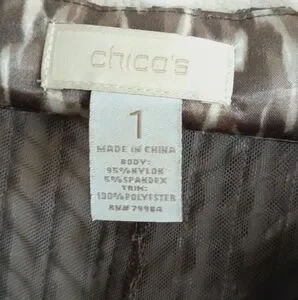 chico's
1
MADE IN CHINA
BODY:
95%NYLON
5%SPANDEX
TRIM:
100%POLYESTER
RN# 79984